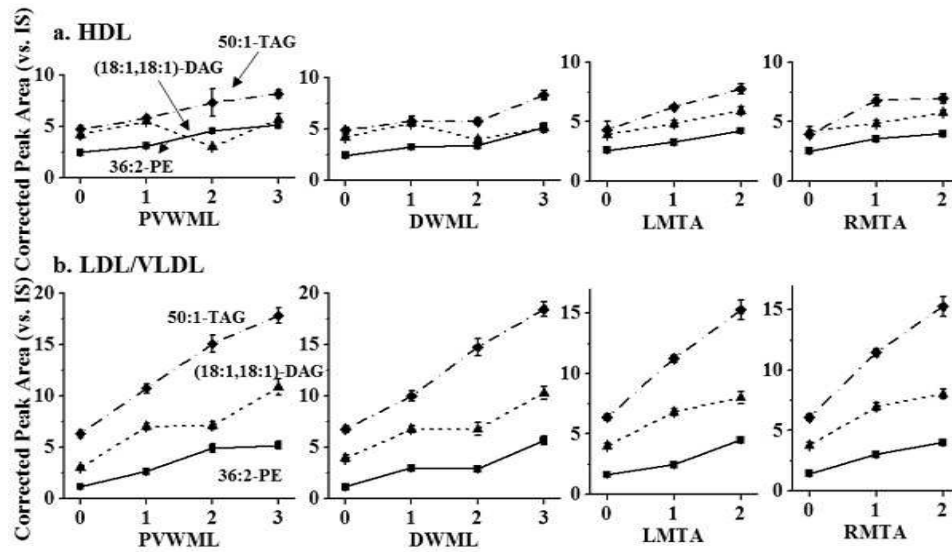 Corrected Peak Area (vs. IS) Corrected Peak Area (vs. IS)
a. HDL
50:1-TAG
(18:1,18:1)-DAG
36:2-PE
10
5
0
0 1 2 3
PVWML
10
5
0
0 1 2 3
DWML
10
5
0
0 1 2
LMTA
10
5
0
0 1 2
RMTA
b. LDL/VLDL
20
15
10
5
0
50:1-TAG
(18:1,18:1)-DAG
36:2-PE
0 1 2 3
PVWML
20
15
10
5
0
0 1 2 3
DWML
15
10
5
0
0 1 2
LMTA
15
10
5
0
0 1 2
RMTA